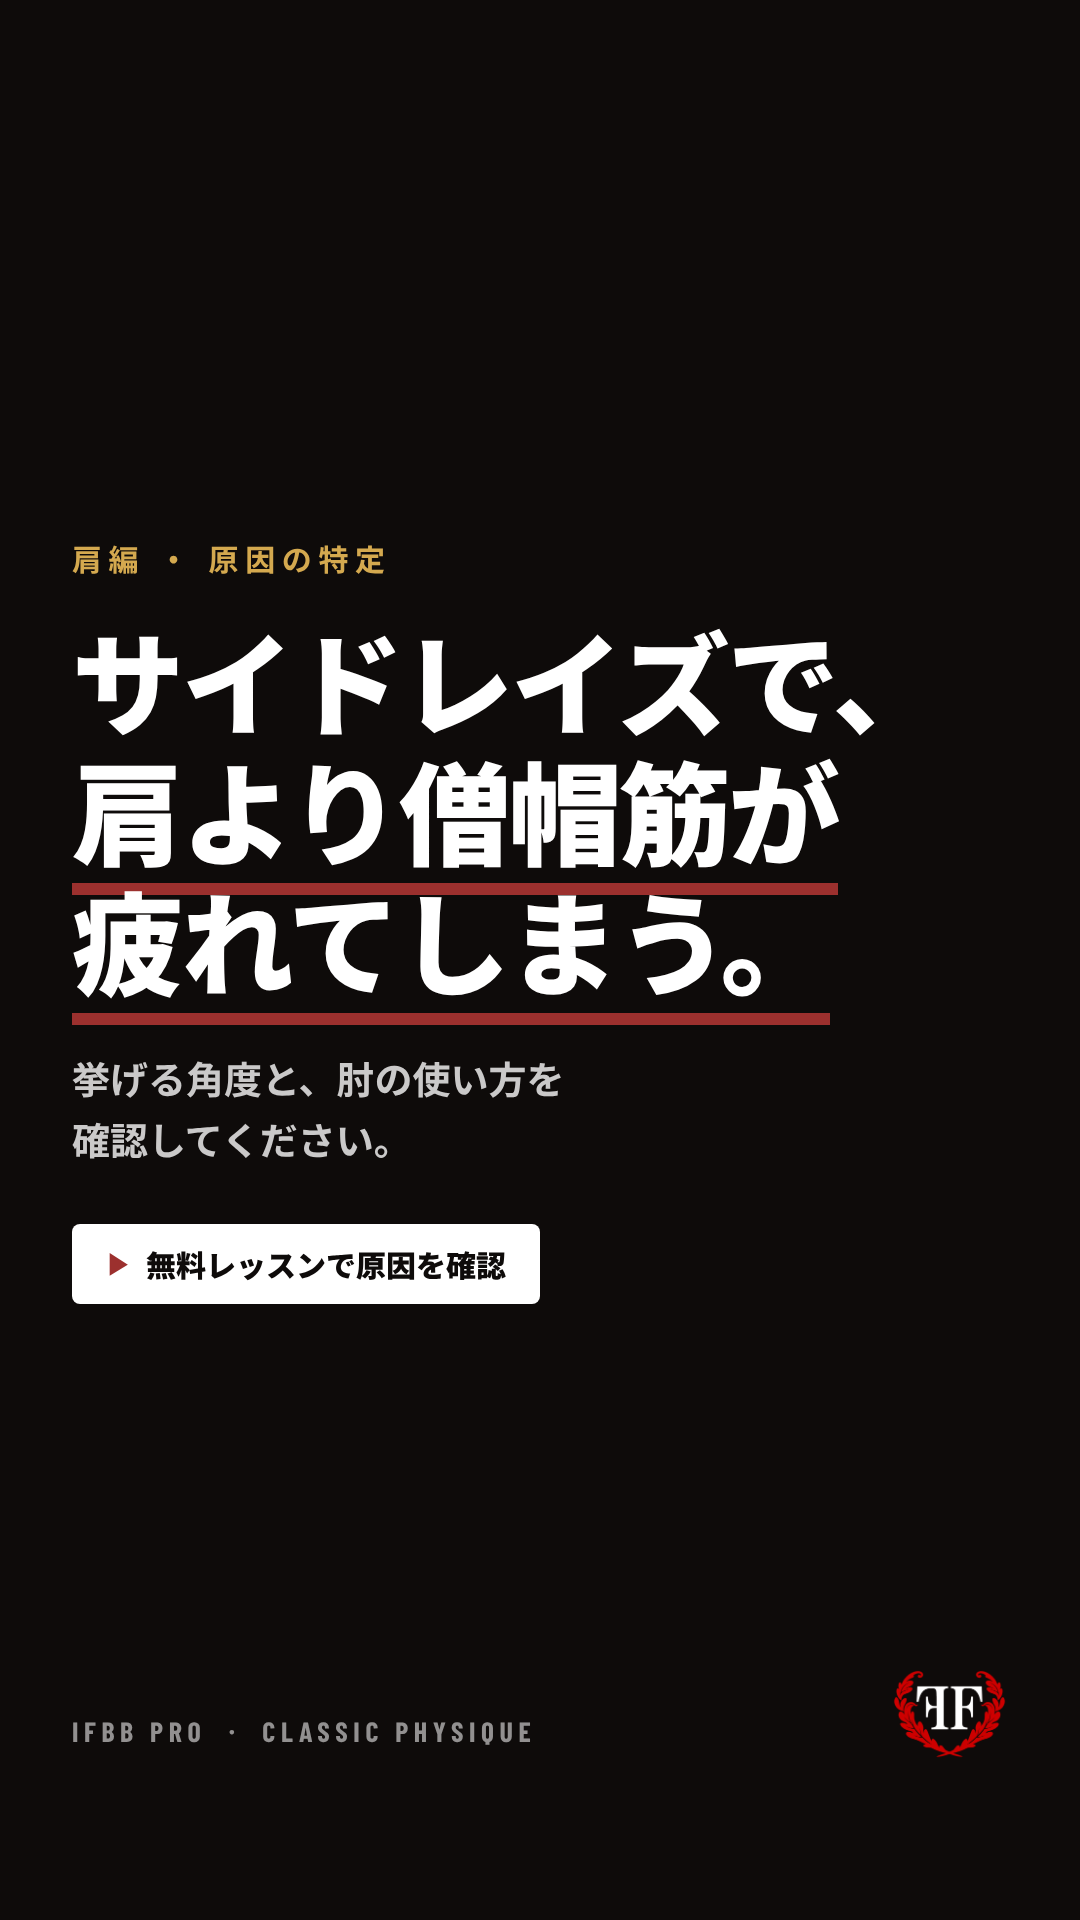 肩編 ・ 原因の特定
サイドレイズで、
肩より僧帽筋が
疲れてしまう。
挙げる角度と、肘の使い方を
確認してください。
▶ 無料レッスンで原因を確認
IFBB PRO · CLASSIC PHYSIQUE
FF